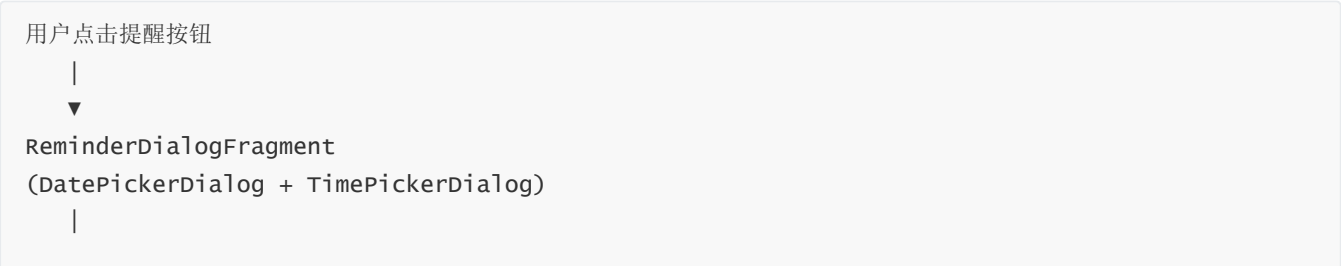 用户点击提醒按钮
|
▼
ReminderDialogFragment
(DatePickerDialog + TimePickerDialog)
|